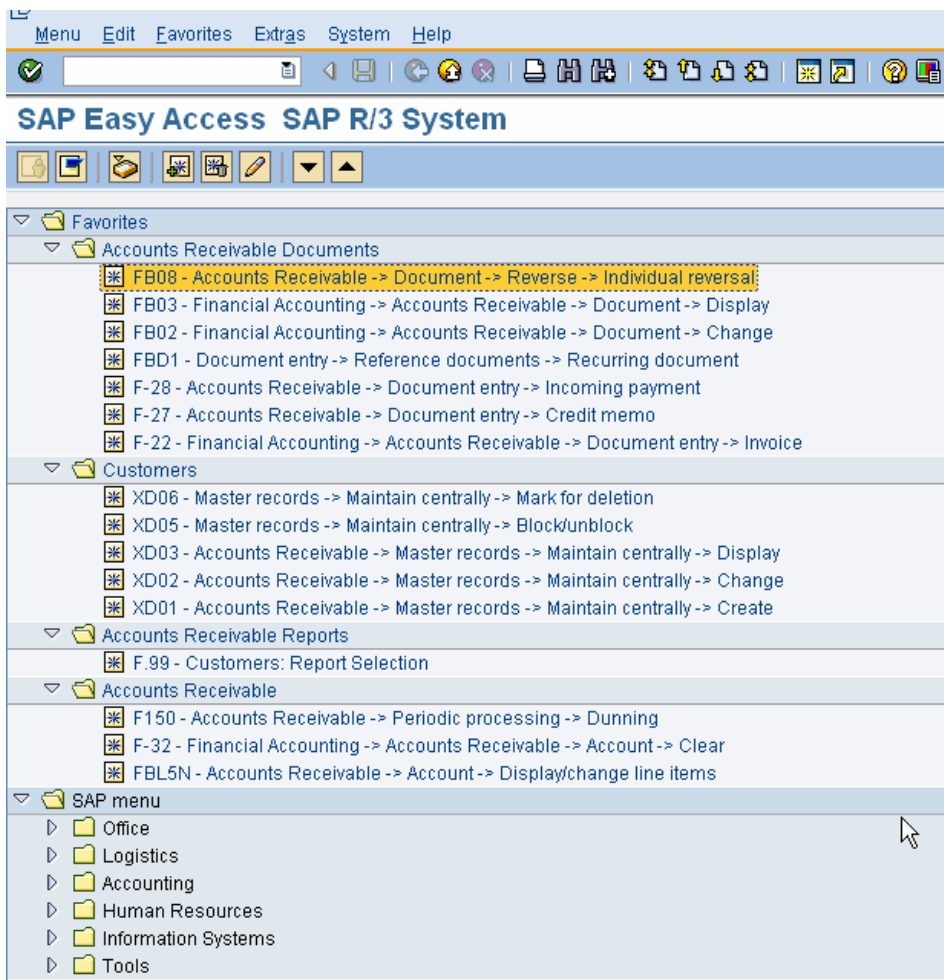 Menu Edit Favorites Extras System Help
SAP Easy Access SAP R/3 System
Favorites
Accounts Receivable Documents
FB08 - Accounts Receivable -> Document -> Reverse -> Individual reversal
FB03 - Financial Accounting -> Accounts Receivable -> Document -> Display
FB02 - Financial Accounting -> Accounts Receivable -> Document -> Change
FBD1 - Document entry -> Reference documents -> Recurring document
F-28 - Accounts Receivable -> Document entry -> Incoming payment
F-27 - Accounts Receivable -> Document entry -> Credit memo
F-22 - Financial Accounting -> Accounts Receivable -> Document entry -> Invoice
Customers
XD06 - Master records -> Maintain centrally -> Mark for deletion
XD05 - Master records -> Maintain centrally -> Block/unblock
XD03 - Accounts Receivable -> Master records -> Maintain centrally -> Display
XD02 - Accounts Receivable -> Master records -> Maintain centrally -> Change
XD01 - Accounts Receivable -> Master records -> Maintain centrally -> Create
Accounts Receivable Reports
F.99 - Customers: Report Selection
Accounts Receivable
F150 - Accounts Receivable -> Periodic processing -> Dunning
F-32 - Financial Accounting -> Accounts Receivable -> Account -> Clear
FBL5N - Accounts Receivable -> Account -> Display/change line items
SAP menu
Office
Logistics
Accounting
Human Resources
Information Systems
Tools